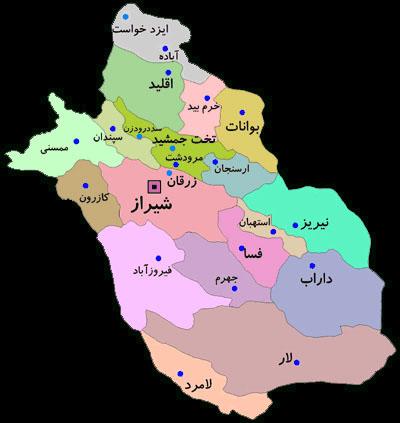 ایزد خواست
آباده
اقلید
خرم بید
بوانات
سددرودزن
سپندان
تخت جمشید
ممسنی
مرودشت
ارسنجان
زرقان
کازرون
شیراز
استهبان
نیریز
فسا
فیروزآباد
جهرم
داراب
لار
لامرد